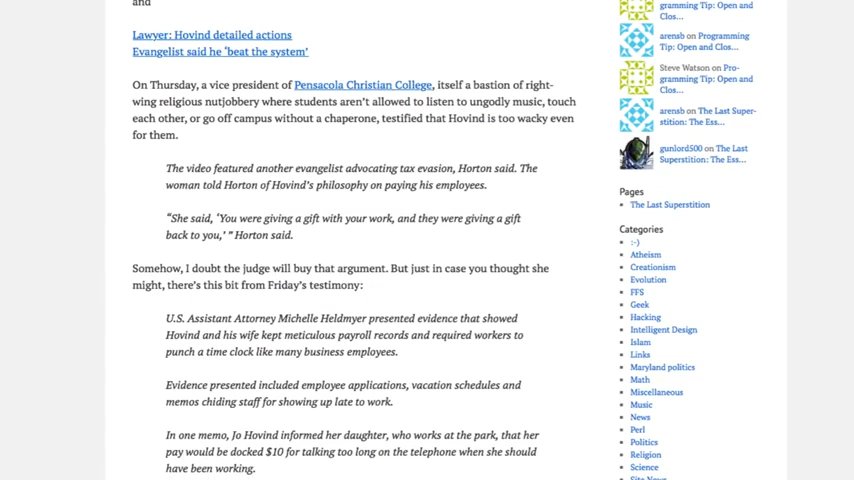 and
Lawyer: Hovind detailed actions
Evangelist said he ‘beat the system’
On Thursday, a vice president of Pensacola Christian College, itself a bastion of right-
wing religious nutjobbery where students aren’t allowed to listen to ungodly music, touch
each other, or go off campus without a chaperone, testified that Hovind is too wacky even
for them.
The video featured another evangelist advocating tax evasion, Horton said. The
woman told Horton of Hovind’s philosophy on paying his employees.
“She said, ‘You were giving a gift with your work, and they were giving a gift
back to you,’ ” Horton said.
Somehow, I doubt the judge will buy that argument. But just in case you thought she
might, there’s this bit from Friday’s testimony:
U.S. Assistant Attorney Michelle Heldmyer presented evidence that showed
Hovind and his wife kept meticulous payroll records and required workers to
punch a time clock like many business employees.
Evidence presented included employee applications, vacation schedules and
memos chiding staff for showing up late to work.
In one memo, Jo Hovind informed her daughter, who works at the park, that her
pay would be docked $10 for talking too long on the telephone when she should
have been working.
gramming Tip: Open and
Clos...
arensb on Programming
Tip: Open and Clos...
Steve Watson on Pro-
gramming Tip: Open and
Clos...
arensb on The Last Super-
stition: The Ess...
gunlord500 on The Last
Superstition: The Ess...
Pages
The Last Superstition
Categories
:-)
Atheism
Creationism
Evolution
FFS
Geek
Hacking
Intelligent Design
Islam
Links
Maryland politics
Math
Miscellaneous
Music
News
Perl
Politics
Religion
Science
Site News